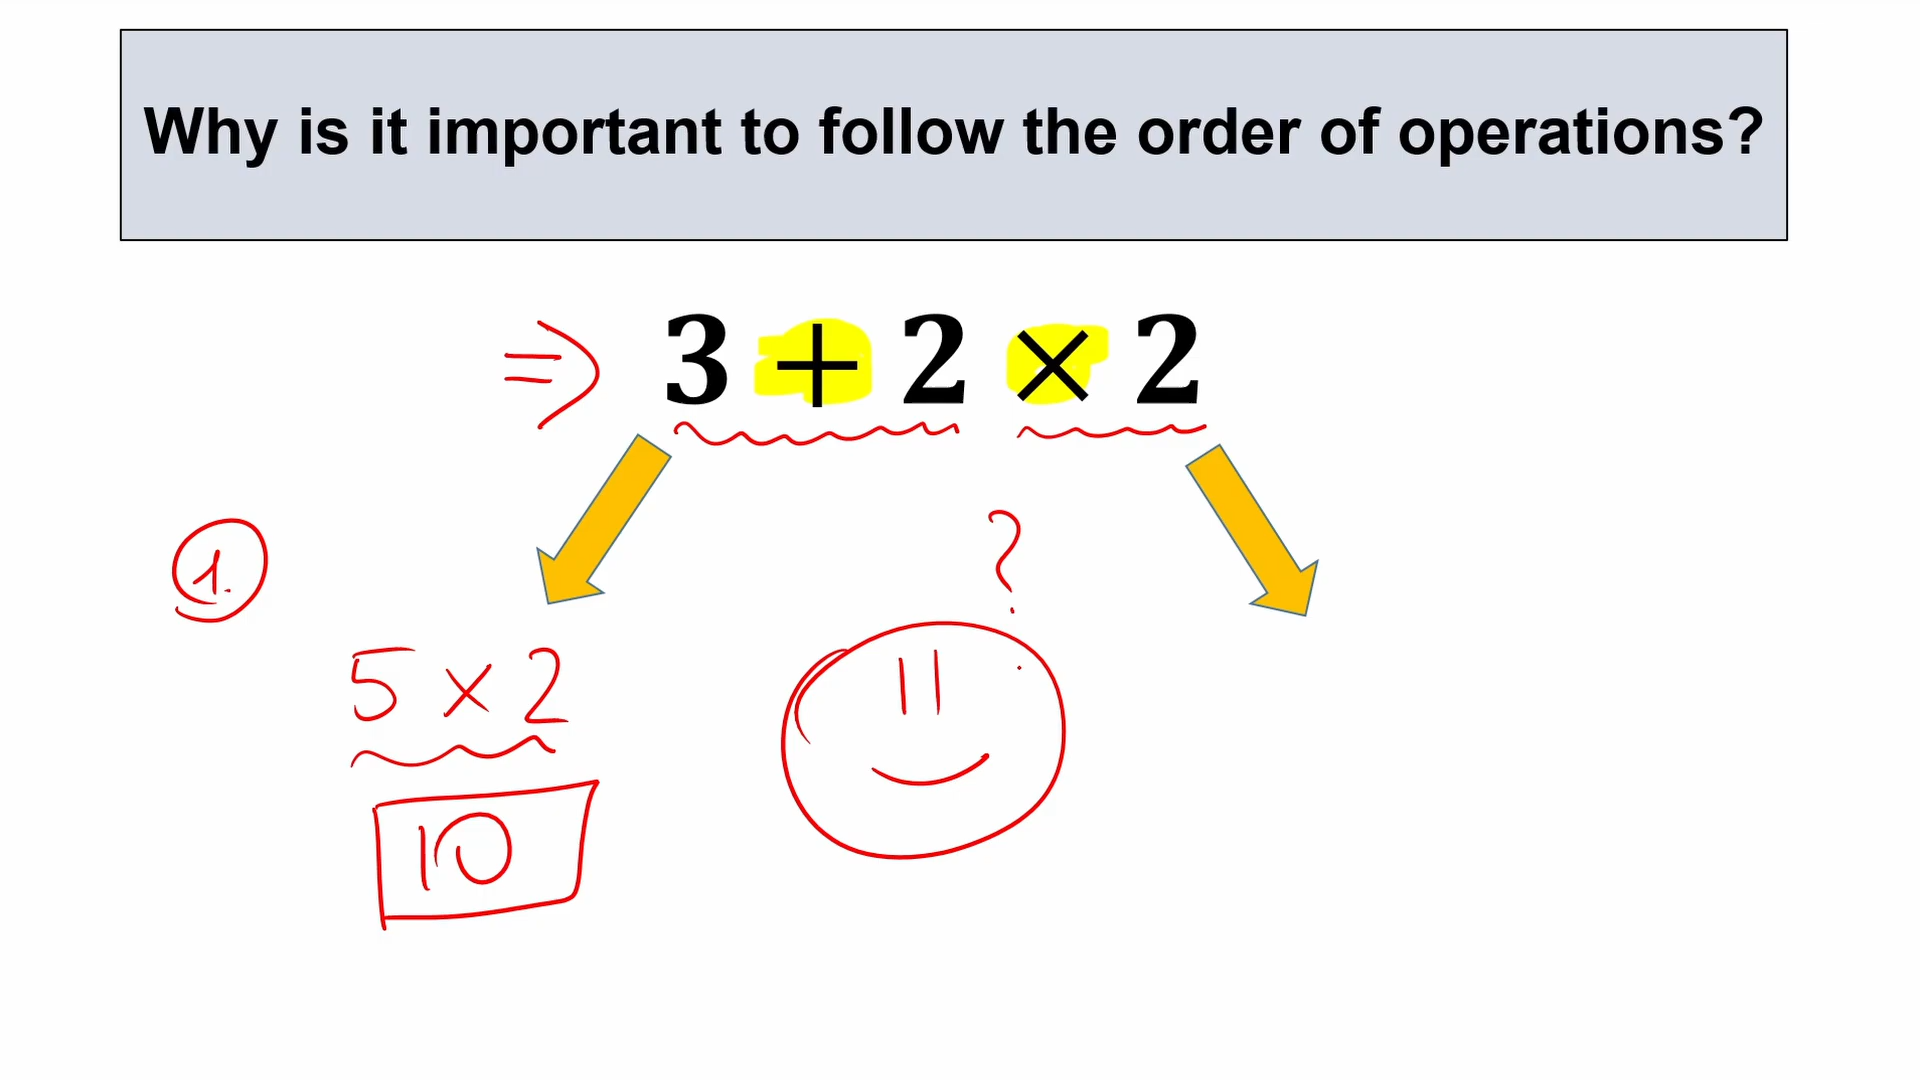 Why is it important to follow the order of operations?
⇒ 3 + 2 × 2
1.
?
5 × 2
10